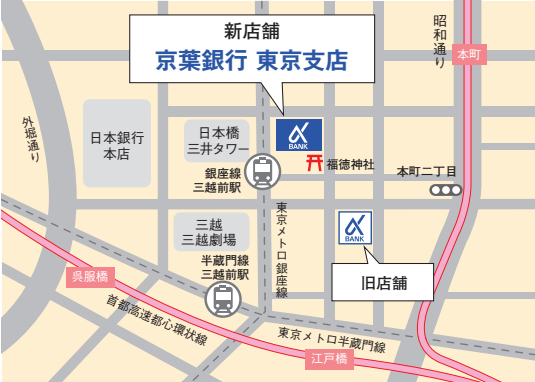 新店舗
京葉銀行 東京支店
昭和通り
本町
外堀通り
日本銀行
本店
日本橋
三井タワー
BANK
福徳神社
銀座線
三越前駅
本町二丁目
三越
三越劇場
東京メトロ銀座線
BANK
半蔵門線
三越前駅
呉服橋
旧店舗
首都高速都心環状線
東京メトロ半蔵門線
江戸橋